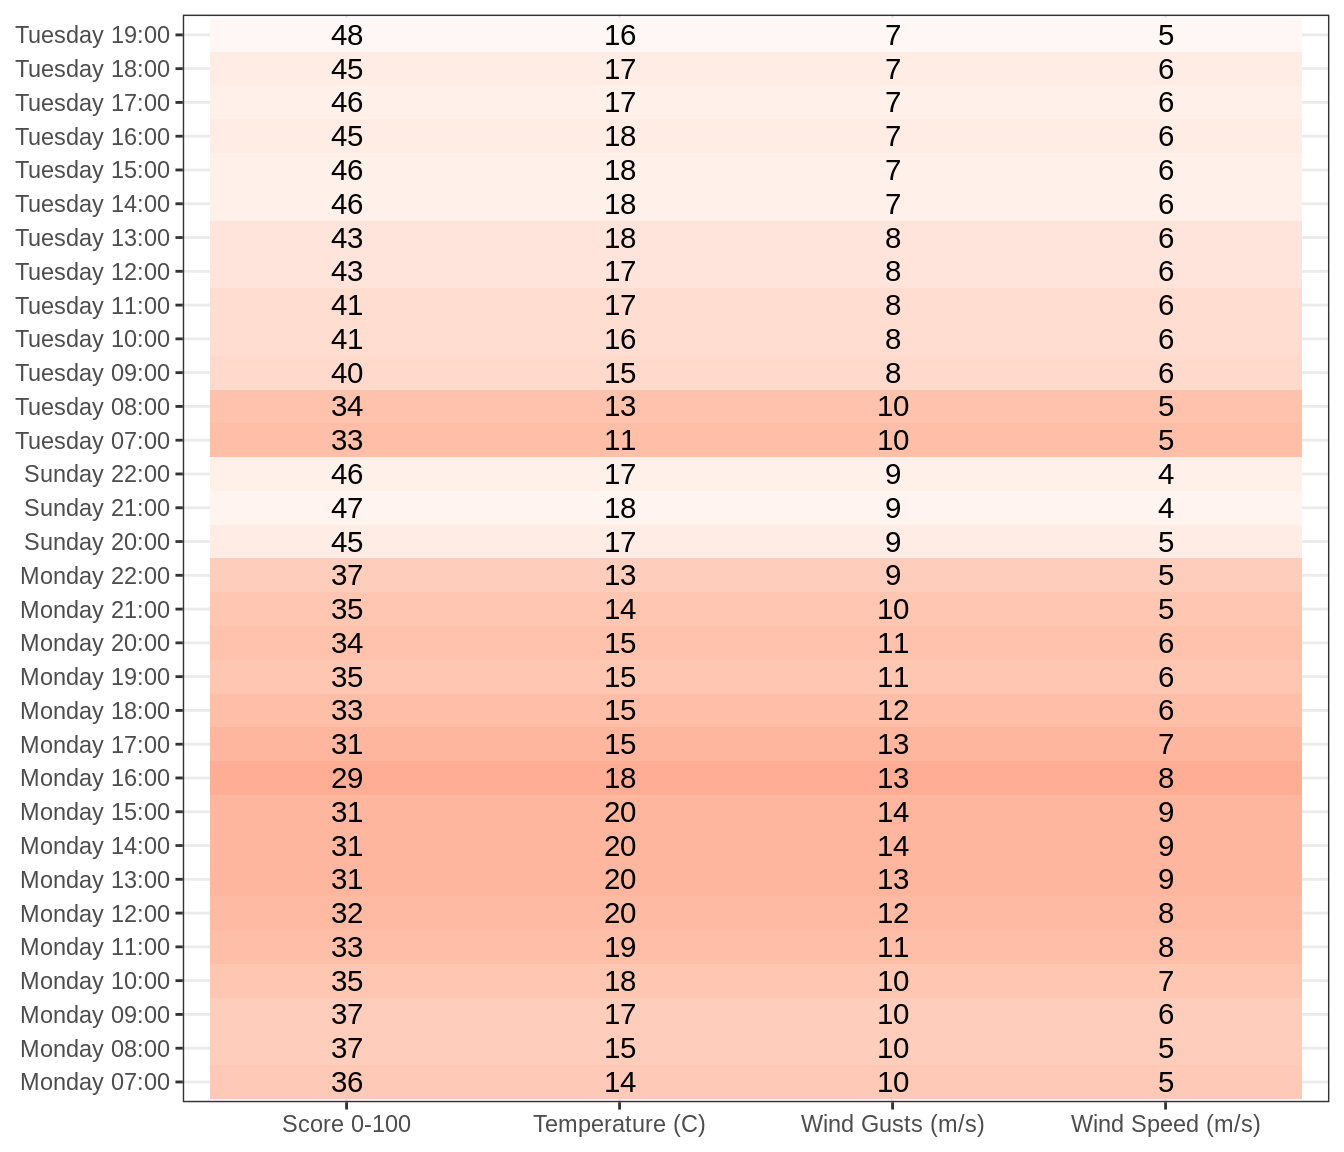 Tuesday 19:00 48 16 7 5
Tuesday 18:00 45 17 7 6
Tuesday 17:00 46 17 7 6
Tuesday 16:00 45 18 7 6
Tuesday 15:00 46 18 7 6
Tuesday 14:00 46 18 7 6
Tuesday 13:00 43 18 8 6
Tuesday 12:00 43 17 8 6
Tuesday 11:00 41 17 8 6
Tuesday 10:00 41 16 8 6
Tuesday 09:00 40 15 8 6
Tuesday 08:00 34 13 10 5
Tuesday 07:00 33 11 10 5
Sunday 22:00 46 17 9 4
Sunday 21:00 47 18 9 4
Sunday 20:00 45 17 9 5
Monday 22:00 37 13 9 5
Monday 21:00 35 14 10 5
Monday 20:00 34 15 11 6
Monday 19:00 35 15 11 6
Monday 18:00 33 15 12 6
Monday 17:00 31 15 13 7
Monday 16:00 29 18 13 8
Monday 15:00 31 20 14 9
Monday 14:00 31 20 14 9
Monday 13:00 31 20 13 9
Monday 12:00 32 20 12 8
Monday 11:00 33 19 11 8
Monday 10:00 35 18 10 7
Monday 09:00 37 17 10 6
Monday 08:00 37 15 10 5
Monday 07:00 36 14 10 5
Score 0-100 Temperature (C) Wind Gusts (m/s) Wind Speed (m/s)